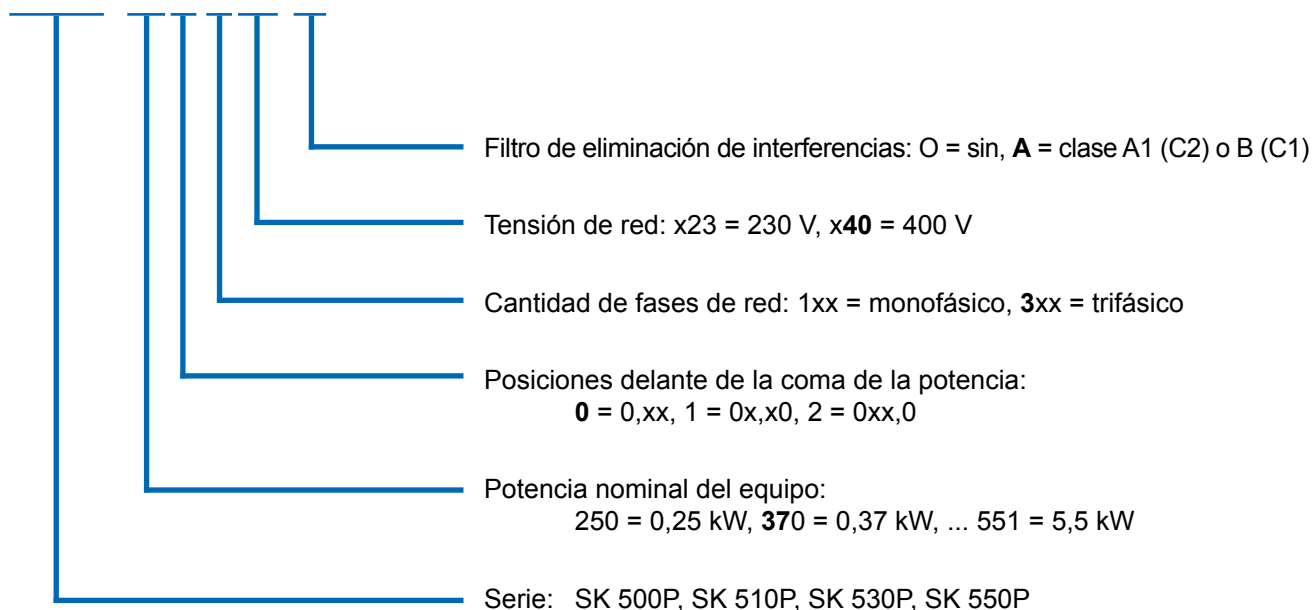 Filtro de eliminación de interferencias: O = sin, A = clase A1 (C2) o B (C1)
Tensión de red: x23 = 230 V, x40 = 400 V
Cantidad de fases de red: 1xx = monofásico, 3xx = trifásico
Posiciones delante de la coma de la potencia:
0 = 0,xx, 1 = 0x,x0, 2 = 0xx,0
Potencia nominal del equipo:
250 = 0,25 kW, 370 = 0,37 kW, ... 551 = 5,5 kW
Serie: SK 500P, SK 510P, SK 530P, SK 550P